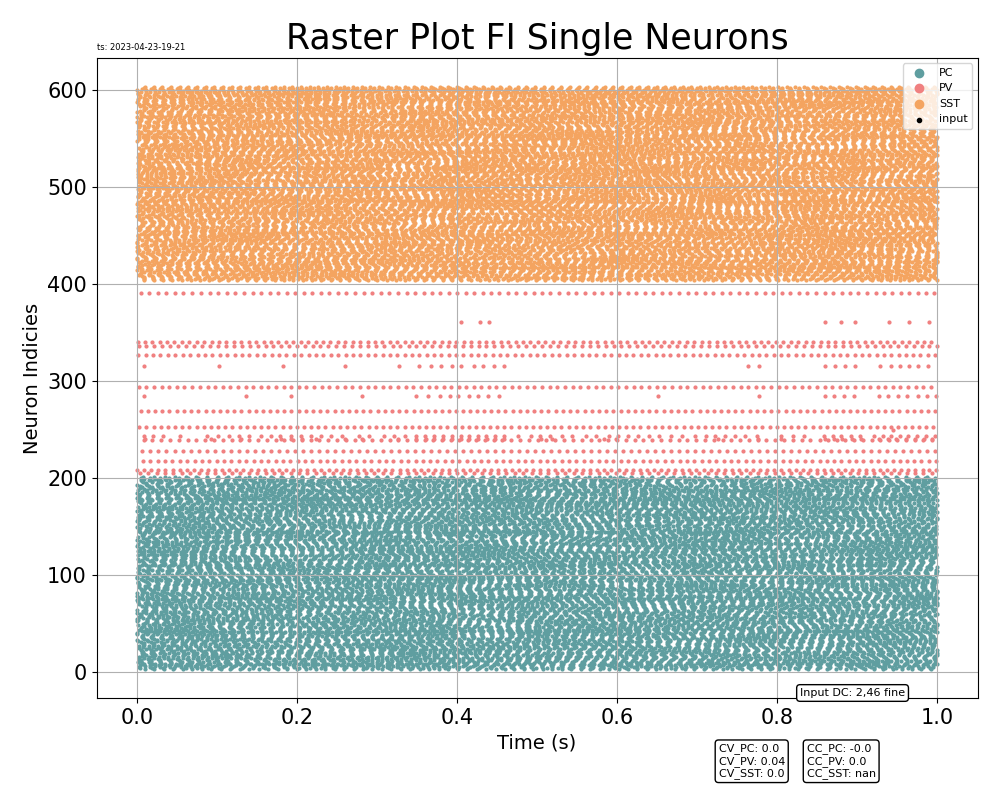 Raster Plot FI Single Neurons
ts: 2023-04-23-19-21
PC
PV
SST
input
600
500
400
300
200
100
0
Neuron Indicies
0.0 0.2 0.4 0.6 0.8 1.0
Time (s)
Input DC: 2,46 fine
CV_PC: 0.0
CV_PV: 0.04
CV_SST: 0.0
CC_PC: -0.0
CC_PV: 0.0
CC_SST: nan